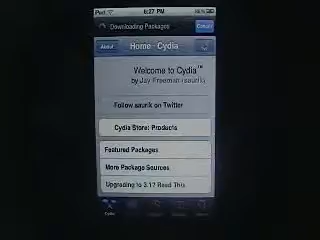 iPod 6:27 PM
Downloading Packages Cancel
About Home · Cydia
Welcome to Cydia™
by Jay Freeman (saurik)
Follow saurik on Twitter
Cydia Store: Products
Featured Packages
More Package Sources
Upgrading to 3.1? Read This
Cydia